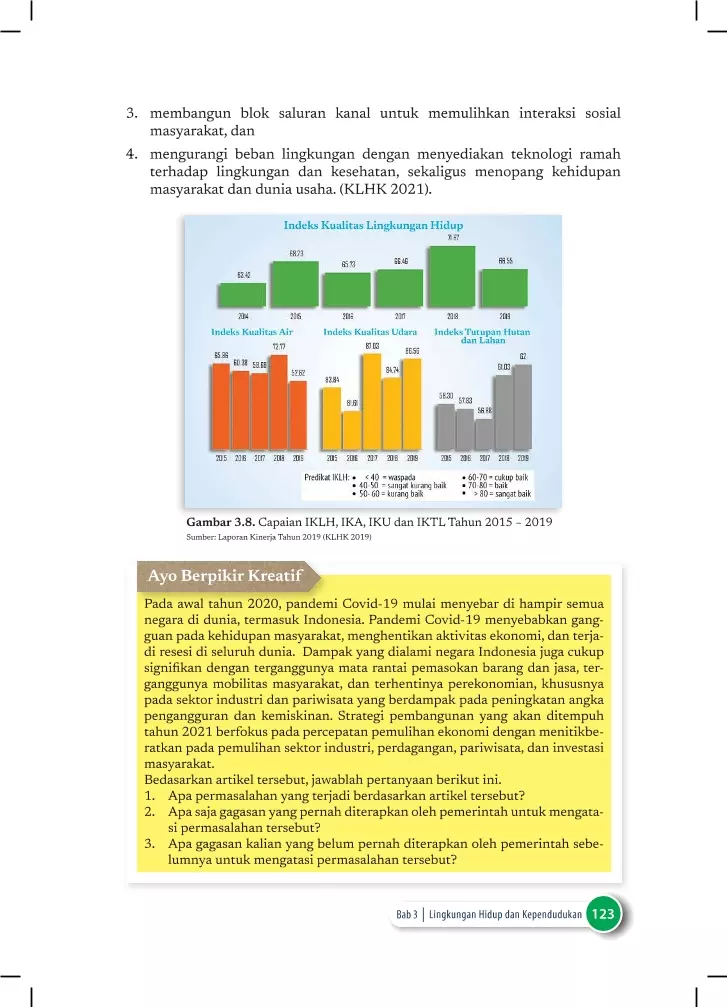 3. membangun blok saluran kanal untuk memulihkan interaksi sosial
masyarakat, dan
4. mengurangi beban lingkungan dengan menyediakan teknologi ramah
terhadap lingkungan dan kesehatan, sekaligus menopang kehidupan
masyarakat dan dunia usaha. (KLHK 2021).
Indeks Kualitas Lingkungan Hidup
63.42 68.23 65.73 66.46 71.67 66.55
2014 2015 2016 2017 2018 2019
Indeks Kualitas Air
65.86 60.38 58.68 72.77 52.62
2015 2016 2017 2018 2019
Indeks Kualitas Udara
83.84 81.61 87.03 84.74 86.56
2015 2016 2017 2018 2019
Indeks Tutupan Hutan
dan Lahan
58.30 57.83 56.88 61.03 62
2015 2016 2017 2018 2019
Predikat IKLH: • < 40 = waspada
• 40-50 = sangat kurang baik
• 50- 60 = kurang baik
• 60-70 = cukup baik
• 70-80 = baik
• > 80 = sangat baik
Gambar 3.8. Capaian IKLH, IKA, IKU dan IKTL Tahun 2015 – 2019
Sumber: Laporan Kinerja Tahun 2019 (KLHK 2019)
Ayo Berpikir Kreatif
Pada awal tahun 2020, pandemi Covid-19 mulai menyebar di hampir semua
negara di dunia, termasuk Indonesia. Pandemi Covid-19 menyebabkan gang-
guan pada kehidupan masyarakat, menghentikan aktivitas ekonomi, dan terja-
di resesi di seluruh dunia. Dampak yang dialami negara Indonesia juga cukup
signifikan dengan terganggunya mata rantai pemasokan barang dan jasa, ter-
ganggunya mobilitas masyarakat, dan terhentinya perekonomian, khususnya
pada sektor industri dan pariwisata yang berdampak pada peningkatan angka
pengangguran dan kemiskinan. Strategi pembangunan yang akan ditempuh
tahun 2021 berfokus pada percepatan pemulihan ekonomi dengan menitikbe-
ratkan pada pemulihan sektor industri, perdagangan, pariwisata, dan investasi
masyarakat.
Bedasarkan artikel tersebut, jawablah pertanyaan berikut ini.
1. Apa permasalahan yang terjadi berdasarkan artikel tersebut?
2. Apa saja gagasan yang pernah diterapkan oleh pemerintah untuk mengata-
si permasalahan tersebut?
3. Apa gagasan kalian yang belum pernah diterapkan oleh pemerintah sebe-
lumnya untuk mengatasi permasalahan tersebut?
Bab 3 | Lingkungan Hidup dan Kependudukan 123